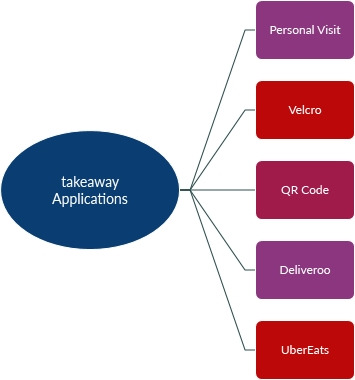 takeaway
Applications
Personal Visit
Velcro
QR Code
Deliveroo
UberEats